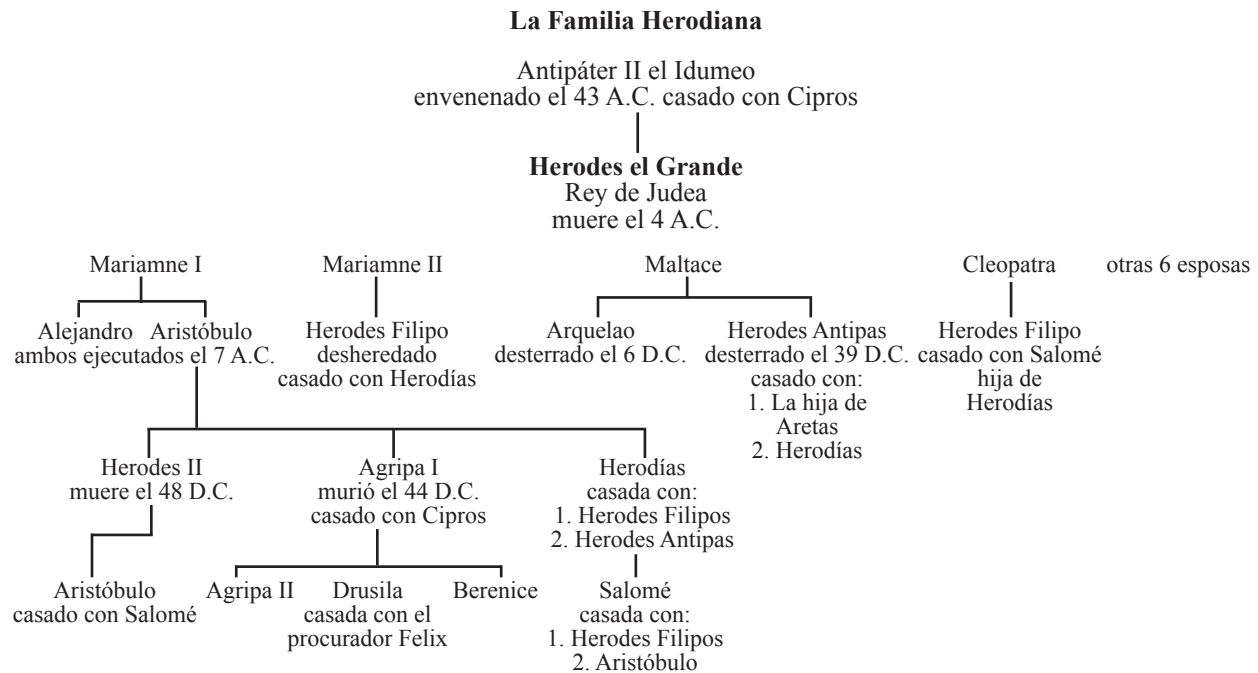 La Familia Herodiana
Antipáter II el Idumeo
envenenado el 43 A.C. casado con Cipros
Herodes el Grande
Rey de Judea
muere el 4 A.C.
Mariamne I
Mariamne II
Maltace
Cleopatra
otras 6 esposas
Alejandro Aristóbulo
ambos ejecutados el 7 A.C.
Herodes Filipo
desheredado
casado con Herodías
Arquelao
desterrado el 6 D.C.
Herodes Antipas
desterrado el 39 D.C.
casado con:
1. La hija de
Aretas
2. Herodías
Herodes Filipo
casado con Salomé
hija de
Herodías
Herodes II
muere el 48 D.C.
Agripa I
murió el 44 D.C.
casado con Cipros
Herodías
casada con:
1. Herodes Filipos
2. Herodes Antipas
Aristóbulo
casado con Salomé
Agripa II
Drusila
casada con el
procurador Felix
Berenice
Salomé
casada con:
1. Herodes Filipos
2. Aristóbulo